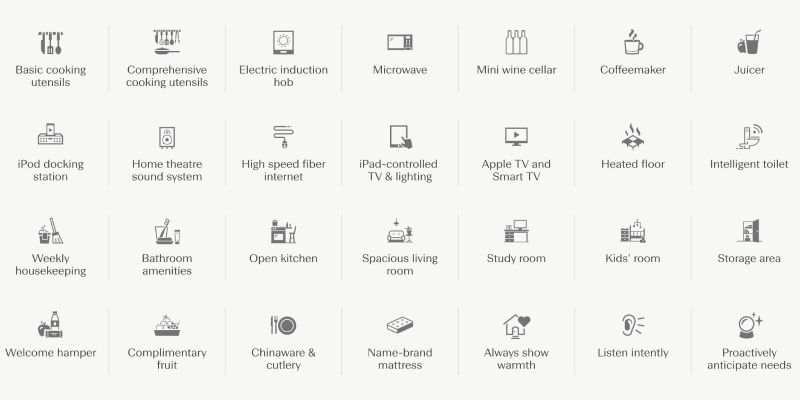 Basic cooking
utensils
Comprehensive
cooking utensils
Electric induction
hob
Microwave
Mini wine cellar
Coffeemaker
Juicer
iPod docking
station
Home theatre
sound system
High speed fiber
internet
iPad-controlled
TV & lighting
Apple TV and
Smart TV
Heated floor
Intelligent toilet
Weekly
housekeeping
Bathroom
amenities
Open kitchen
Spacious living
room
Study room
Kids' room
Storage area
Welcome hamper
Complimentary
fruit
Chinaware &
cutlery
Name-brand
mattress
Always show
warmth
Listen intently
Proactively
anticipate needs